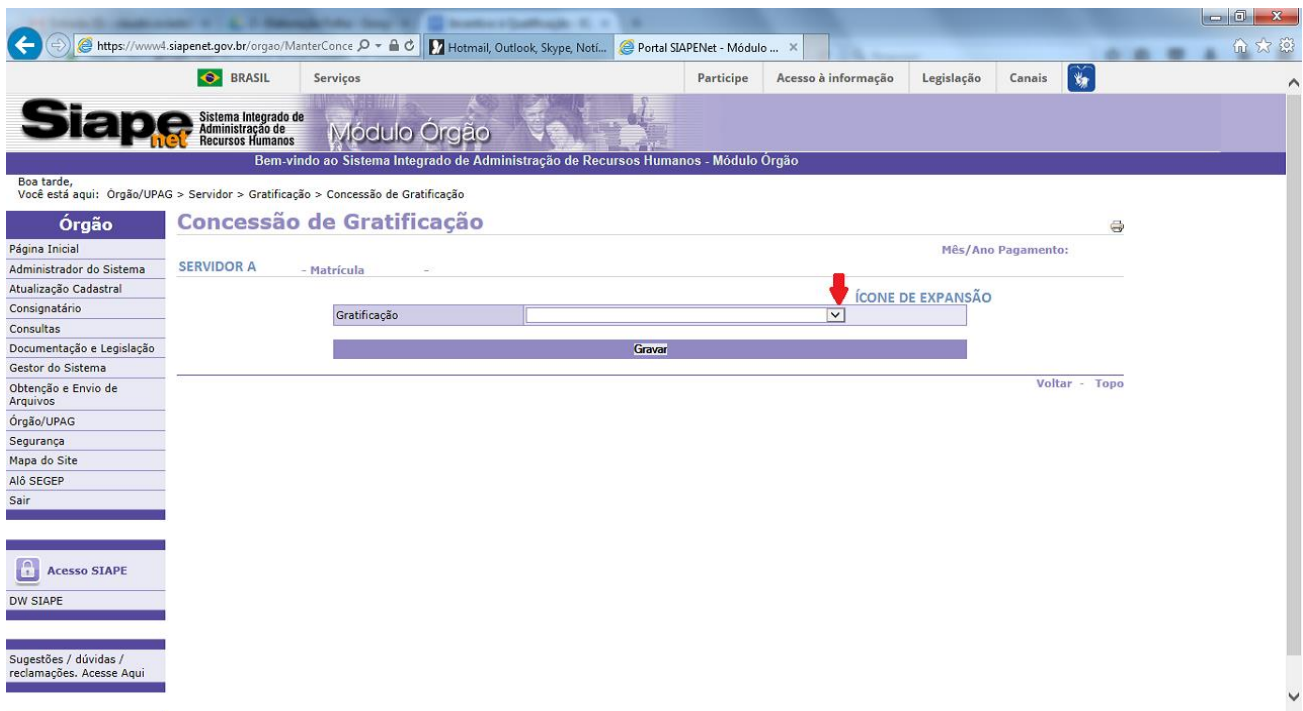 https://www4.siapenet.gov.br/orgao/ManterConce
Hotmail, Outlook, Skype, Notí...
Portal SIAPENet - Módulo ...
BRASIL Serviços Participe Acesso à informação Legislação Canais
Siape net
Sistema Integrado de
Administração de
Recursos Humanos
Módulo Órgão
Bem-vindo ao Sistema Integrado de Administração de Recursos Humanos - Módulo Órgão
Boa tarde,
Você está aqui: Órgão/UPAG > Servidor > Gratificação > Concessão de Gratificação
Órgão
Página Inicial
Administrador do Sistema
Atualização Cadastral
Consignatário
Consultas
Documentação e Legislação
Gestor do Sistema
Obtenção e Envio de
Arquivos
Órgão/UPAG
Segurança
Mapa do Site
Alô SEGEP
Sair
Acesso SIAPE
DW SIAPE
Sugestões / dúvidas /
reclamações. Acesse Aqui
Concessão de Gratificação
Mês/Ano Pagamento:
SERVIDOR A - Matrícula -
ÍCONE DE EXPANSÃO
Gratificação
Gravar
Voltar - Topo